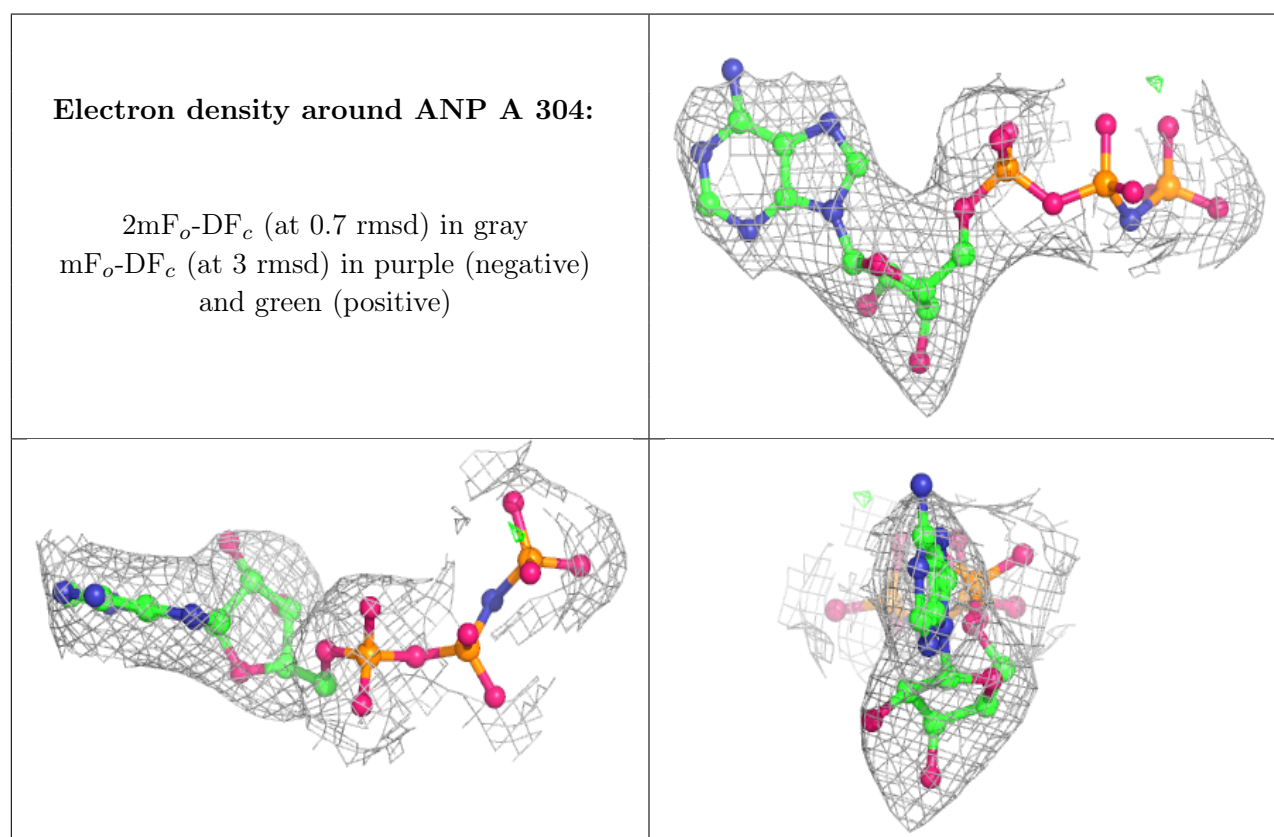 Electron density around ANP A 304:
2mFo-DFc (at 0.7 rmsd) in gray
mFo-DFc (at 3 rmsd) in purple (negative)
and green (positive)